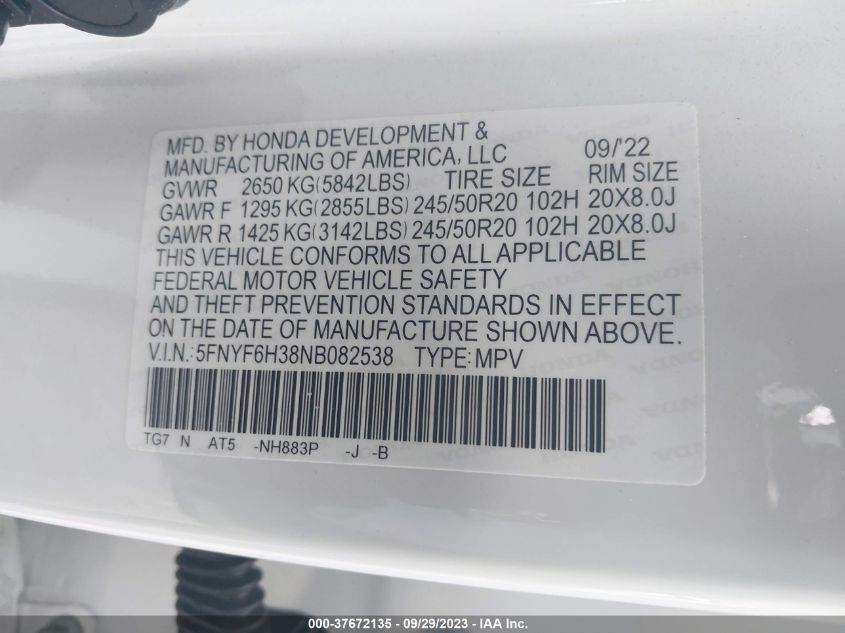 MFD. BY HONDA DEVELOPMENT &
MANUFACTURING OF AMERICA, LLC 09/'22
GVWR 2650 KG(5842LBS) TIRE SIZE RIM SIZE
GAWR F 1295 KG(2855LBS) 245/50R20 102H 20X8.0J
GAWR R 1425 KG(3142LBS) 245/50R20 102H 20X8.0J
THIS VEHICLE CONFORMS TO ALL APPLICABLE
FEDERAL MOTOR VEHICLE SAFETY
AND THEFT PREVENTION STANDARDS IN EFFECT
ON THE DATE OF MANUFACTURE SHOWN ABOVE.
V.I.N.: 5FNYF6H38NB082538 TYPE: MPV
TG7 N AT5 -NH883P -J -B
000-37672135 - 09/29/2023 - IAA Inc.